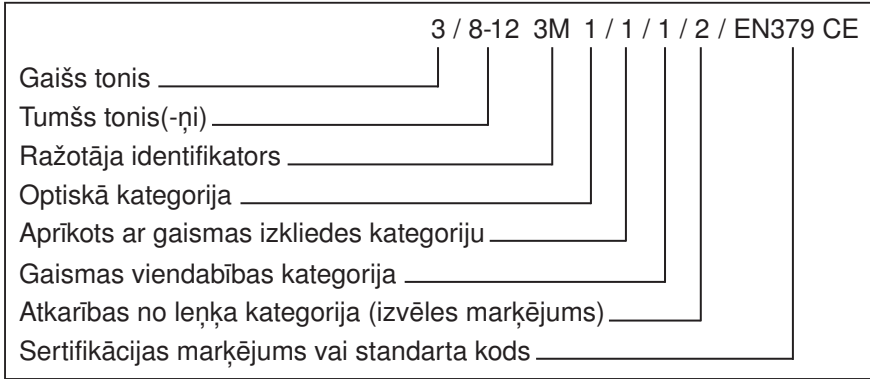 3 / 8-12 3M 1 / 1 / 1 / 2 / EN379 CE
Gaišs tonis
Tumšs tonis(-ņi)
Ražotāja identifikators
Optiskā kategorija
Aprīkots ar gaismas izkliedes kategoriju
Gaismas viendabības kategorija
Atkarības no leņķa kategorija (izvēles marķējums)
Sertifikācijas marķējums vai standarta kods